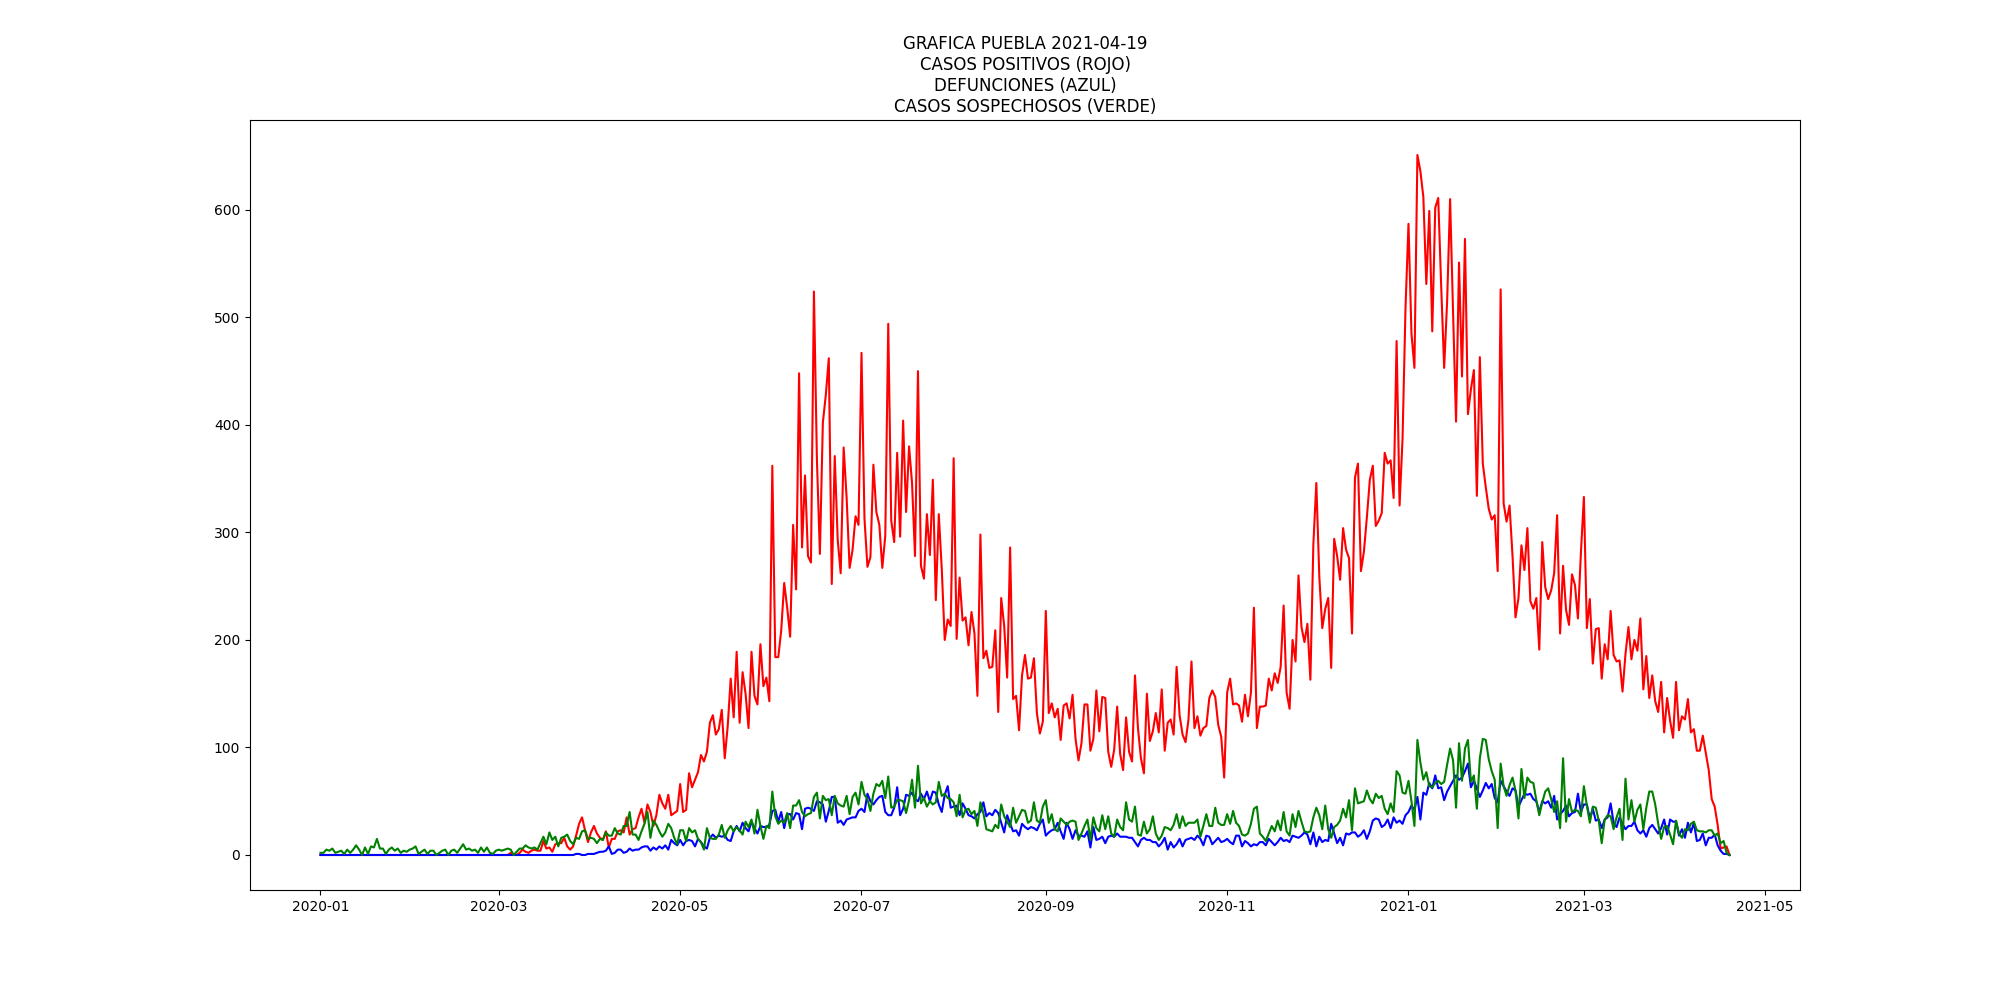 GRAFICA PUEBLA 2021-04-19
CASOS POSITIVOS (ROJO)
DEFUNCIONES (AZUL)
CASOS SOSPECHOSOS (VERDE)
600
500
400
300
200
100
0
2020-01 2020-03 2020-05 2020-07 2020-09 2020-11 2021-01 2021-03 2021-05